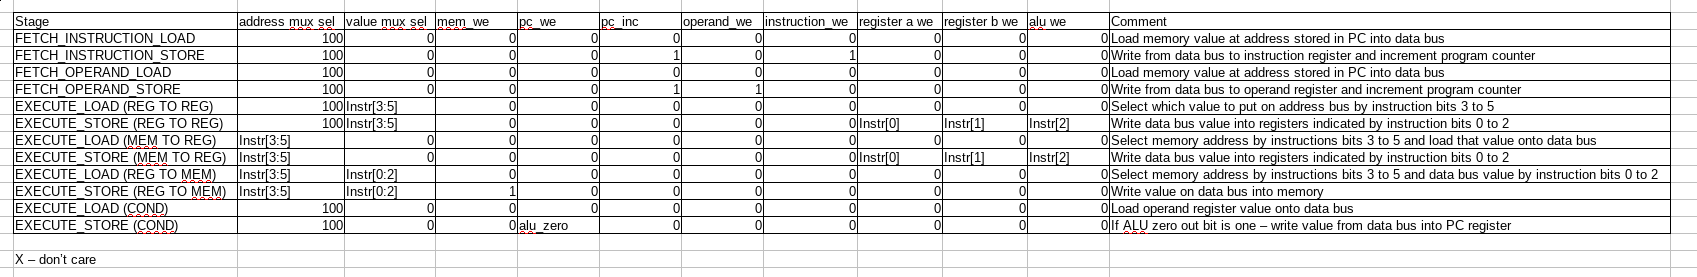 Stage address mux sel value mux sel mem_we pc_we pc_inc operand_we instruction_we register a we register b we alu we Comment
FETCH_INSTRUCTION_LOAD 100 0 0 0 0 0 0 0 0 0 Load memory value at address stored in PC into data bus
FETCH_INSTRUCTION_STORE 100 0 0 0 1 0 1 0 0 0 Write from data bus to instruction register and increment program counter
FETCH_OPERAND_LOAD 100 0 0 0 0 0 0 0 0 0 Load memory value at address stored in PC into data bus
FETCH_OPERAND_STORE 100 0 0 0 1 1 0 0 0 0 Write from data bus to operand register and increment program counter
EXECUTE_LOAD (REG TO REG) 100 Instr[3:5] 0 0 0 0 0 0 0 0 Select which value to put on address bus by instruction bits 3 to 5
EXECUTE_STORE (REG TO REG) 100 Instr[3:5] 0 0 0 0 0 Instr[0] Instr[1] Instr[2] Write data bus value into registers indicated by instruction bits 0 to 2
EXECUTE_LOAD (MEM TO REG) Instr[3:5] 0 0 0 0 0 0 0 0 0 Select memory address by instructions bits 3 to 5 and load that value onto data bus
EXECUTE_STORE (MEM TO REG) Instr[3:5] 0 0 0 0 0 0 Instr[0] Instr[1] Instr[2] Write data bus value into registers indicated by instruction bits 0 to 2
EXECUTE_LOAD (REG TO MEM) Instr[3:5] Instr[0:2] 0 0 0 0 0 0 0 0 Select memory address by instructions bits 3 to 5 and data bus value by instruction bits 0 to 2
EXECUTE_STORE (REG TO MEM) Instr[3:5] Instr[0:2] 1 0 0 0 0 0 0 0 Write value on data bus into memory
EXECUTE_LOAD (COND) 100 0 0 0 0 0 0 0 0 0 Load operand register value onto data bus
EXECUTE_STORE (COND) 100 0 0 alu_zero 0 0 0 0 0 0 If ALU zero out bit is one – write value from data bus into PC register
X – don't care